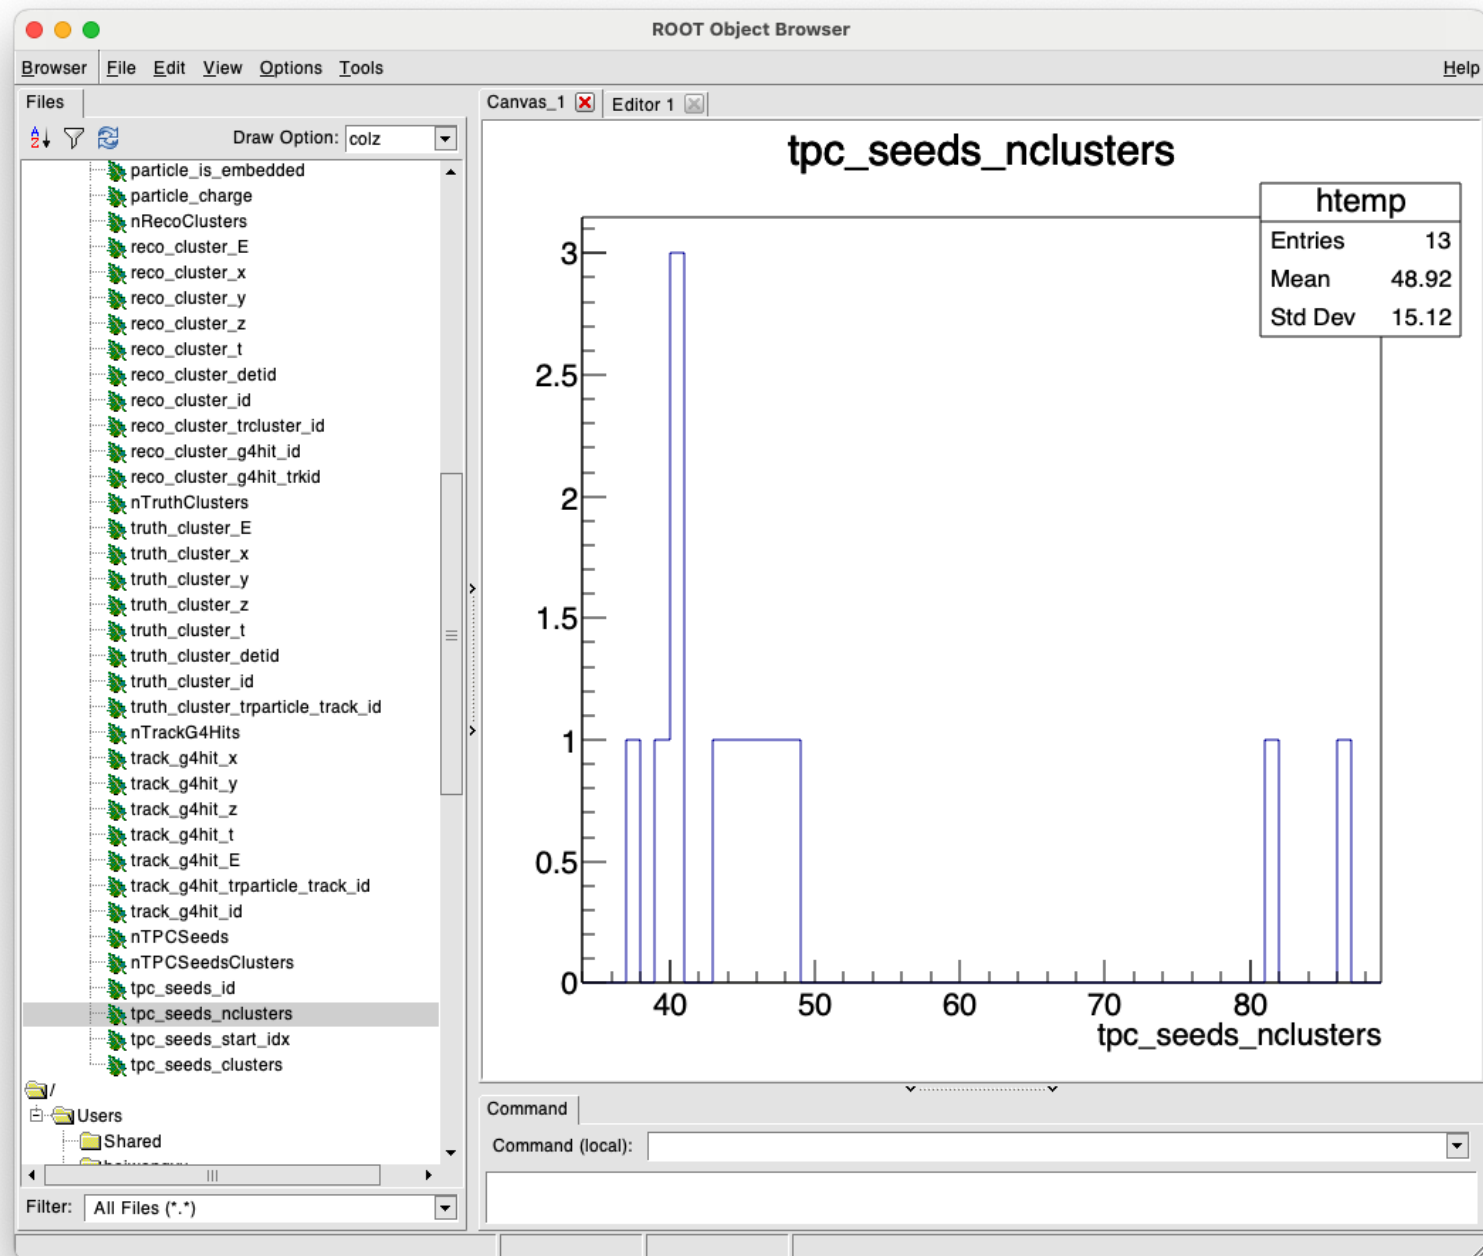 ROOT Object Browser
Browser File Edit View Options Tools Help
Files
Draw Option: colz
particle_is_embedded
particle_charge
nRecoClusters
reco_cluster_E
reco_cluster_x
reco_cluster_y
reco_cluster_z
reco_cluster_t
reco_cluster_detid
reco_cluster_id
reco_cluster_trcluster_id
reco_cluster_g4hit_id
reco_cluster_g4hit_trkid
nTruthClusters
truth_cluster_E
truth_cluster_x
truth_cluster_y
truth_cluster_z
truth_cluster_t
truth_cluster_detid
truth_cluster_id
truth_cluster_trparticle_track_id
nTrackG4Hits
track_g4hit_x
track_g4hit_y
track_g4hit_z
track_g4hit_t
track_g4hit_E
track_g4hit_trparticle_track_id
track_g4hit_id
nTPCSeeds
nTPCSeedsClusters
tpc_seeds_id
tpc_seeds_nclusters
tpc_seeds_start_idx
tpc_seeds_clusters
/
Users
Shared
Filter: All Files (*.*)
Canvas_1 Editor 1
tpc_seeds_nclusters
htemp
Entries 13
Mean 48.92
Std Dev 15.12
3
2.5
2
1.5
1
0.5
0
40 50 60 70 80
tpc_seeds_nclusters
Command
Command (local):